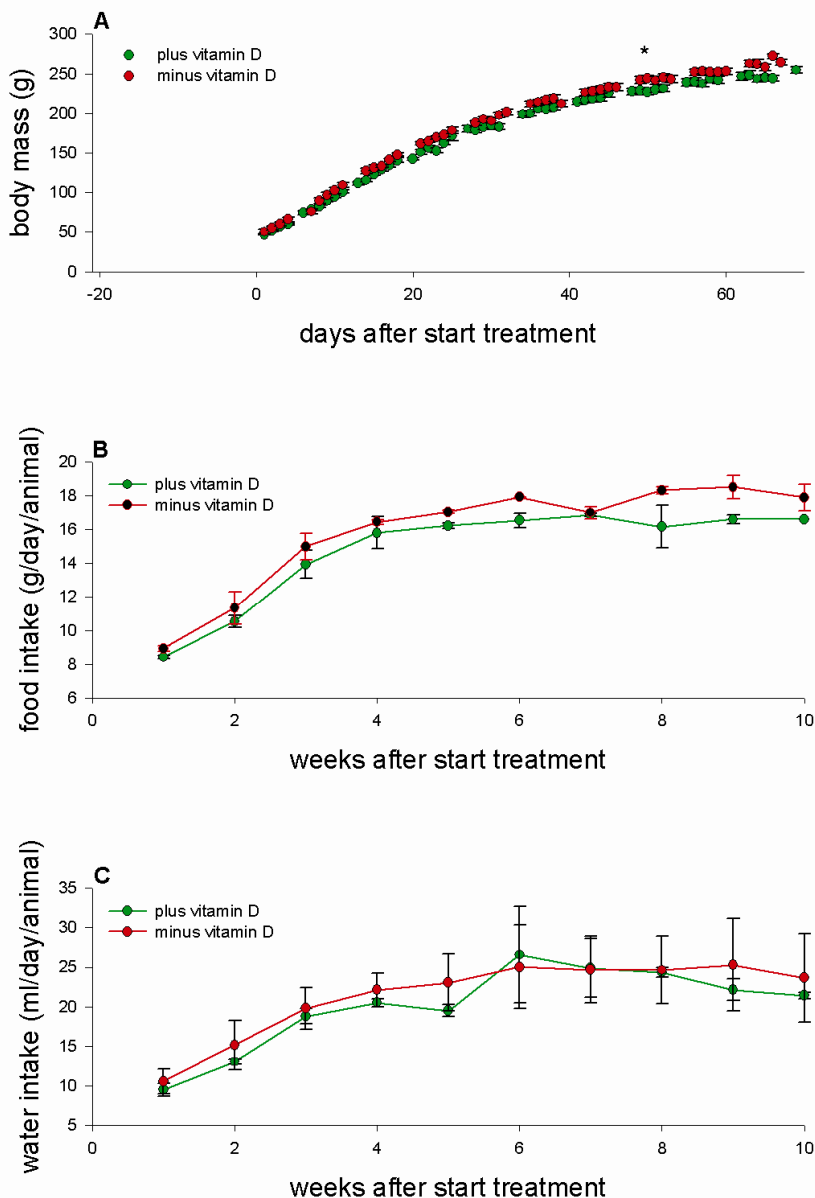 A
300
250
200
150
100
50
0
body mass (g)
plus vitamin D
minus vitamin D
*
-20 0 20 40 60
days after start treatment
B
20
18
16
14
12
10
8
6
food intake (g/day/animal)
plus vitamin D
minus vitamin D
0 2 4 6 8 10
weeks after start treatment
C
35
30
25
20
15
10
5
water intake (ml/day/animal)
plus vitamin D
minus vitamin D
0 2 4 6 8 10
weeks after start treatment